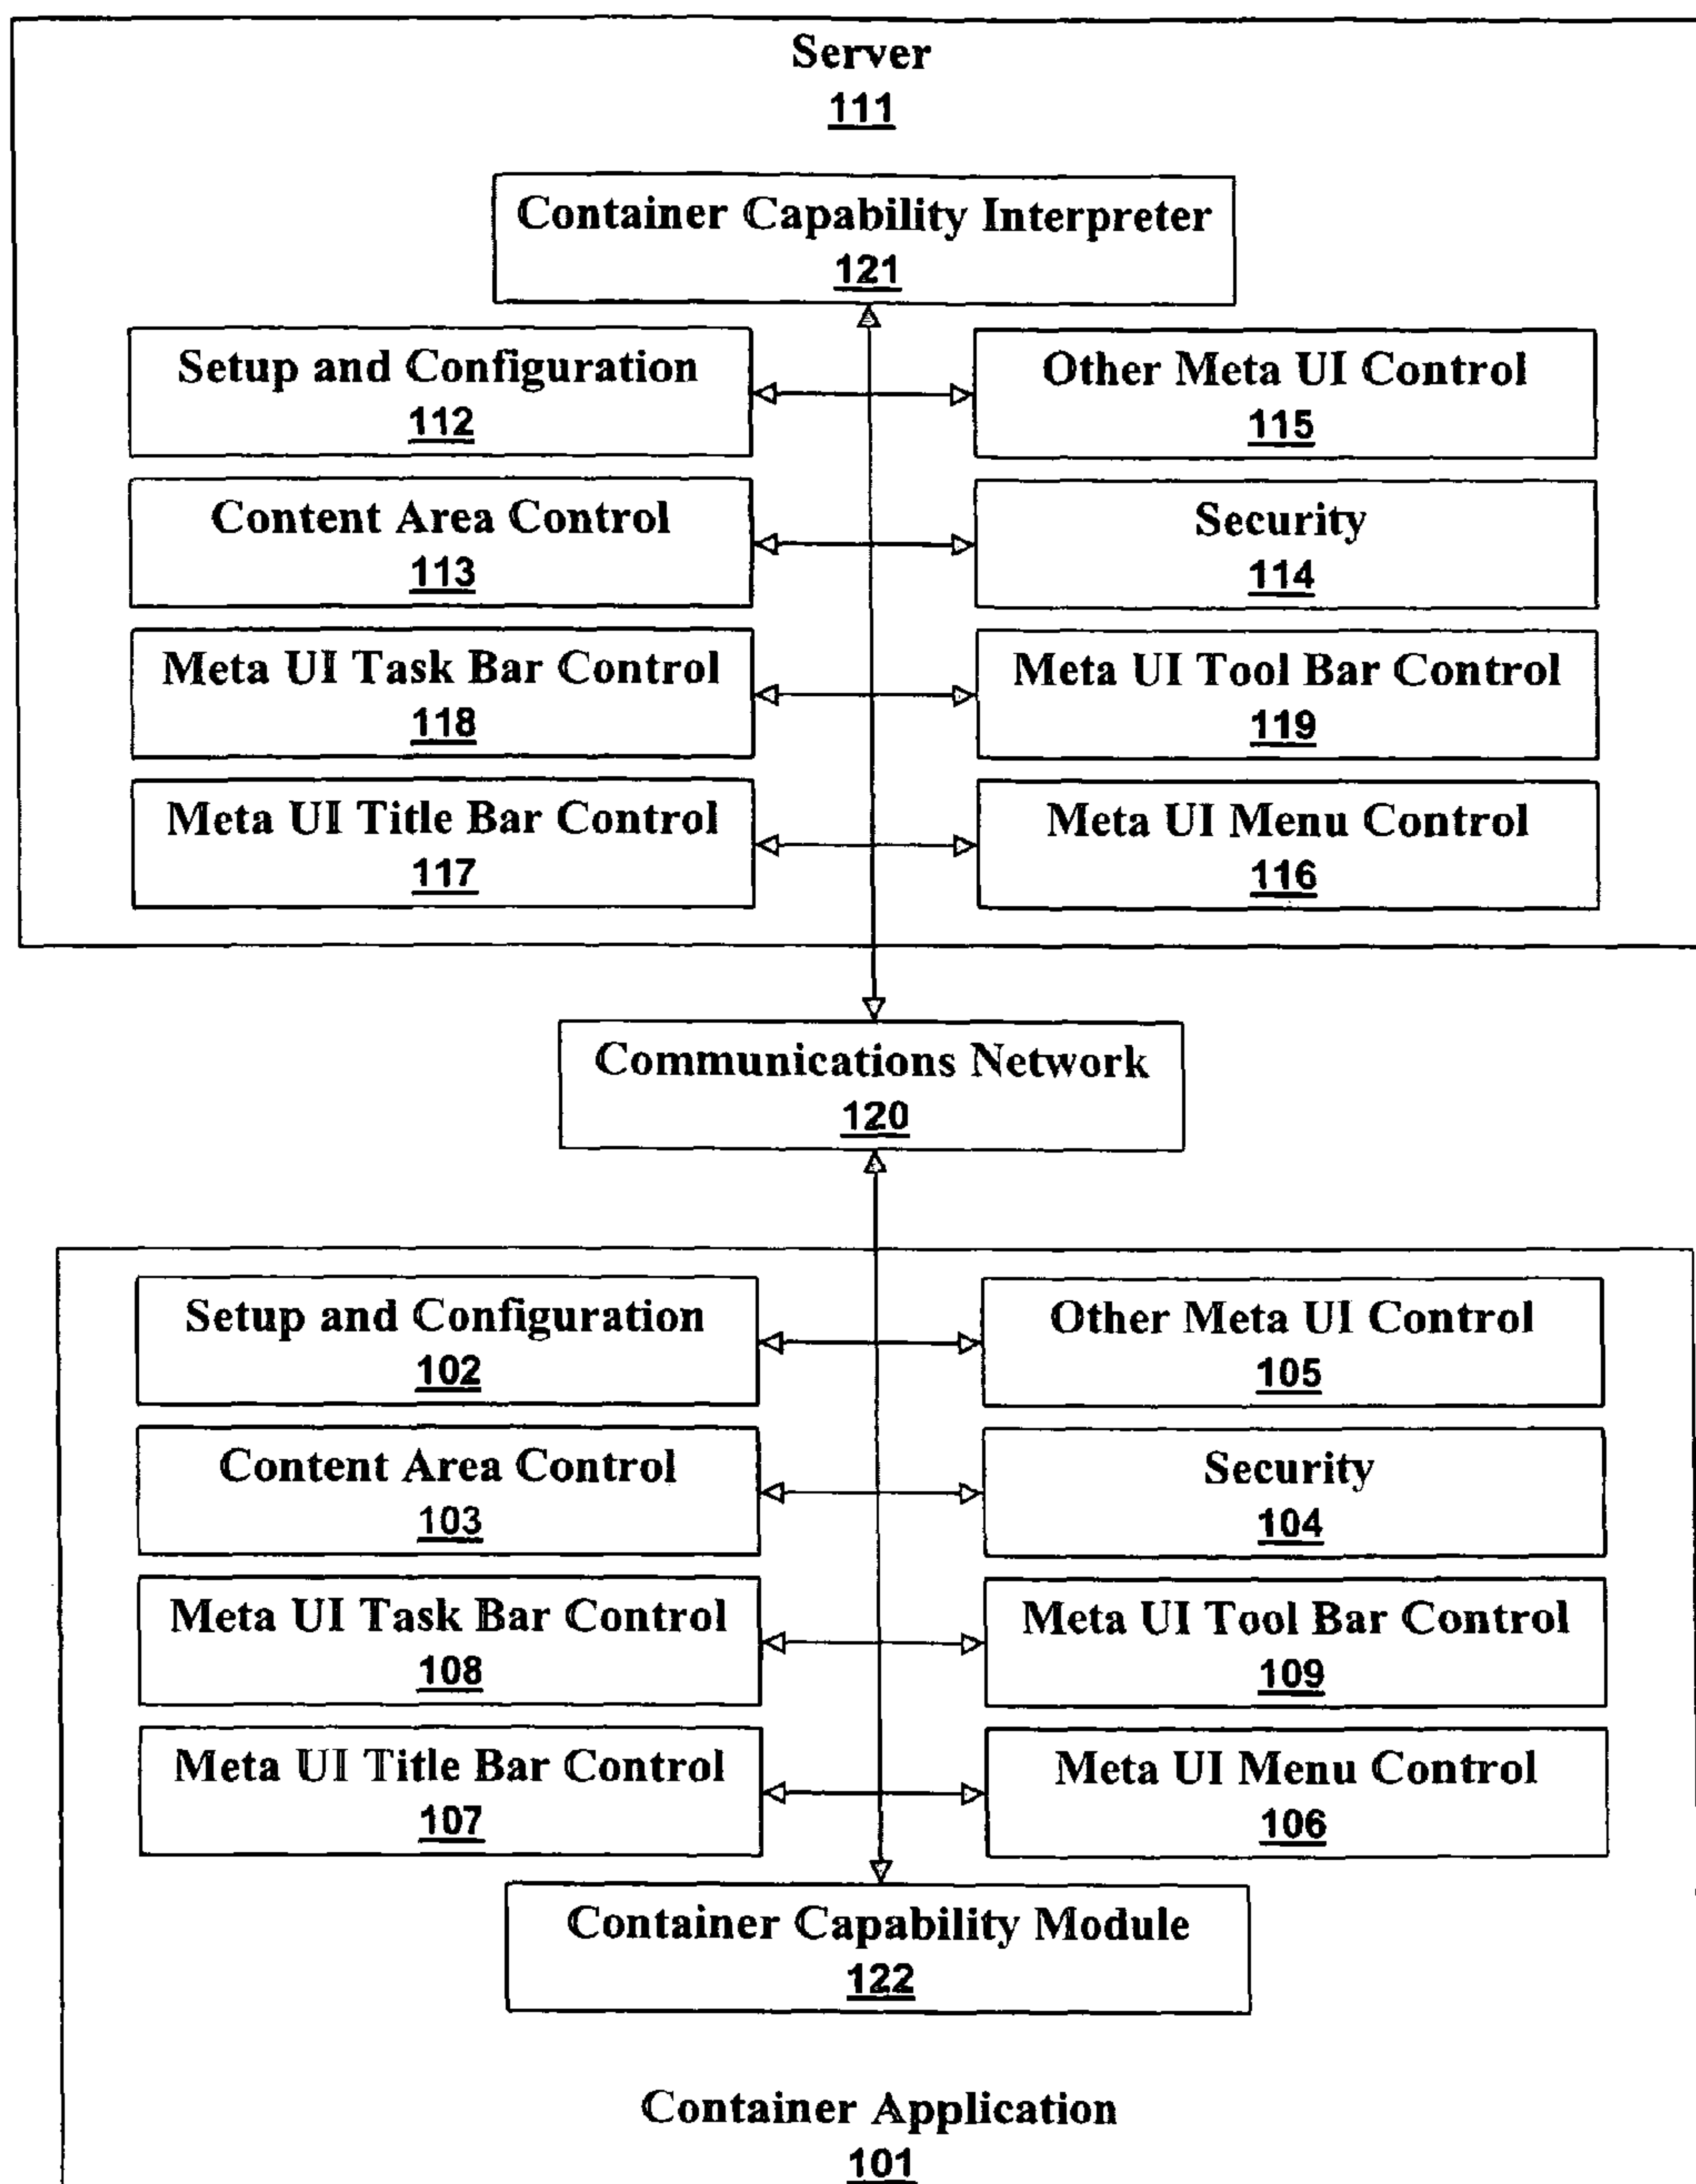 Server
111
Container Capability Interpreter
121
Setup and Configuration
112
Other Meta UI Control
115
Content Area Control
113
Security
114
Meta UI Task Bar Control
118
Meta UI Tool Bar Control
119
Meta UI Title Bar Control
117
Meta UI Menu Control
116
Communications Network
120
Setup and Configuration
102
Other Meta UI Control
105
Content Area Control
103
Security
104
Meta UI Task Bar Control
108
Meta UI Tool Bar Control
109
Meta UI Title Bar Control
107
Meta UI Menu Control
106
Container Capability Module
122
Container Application
101